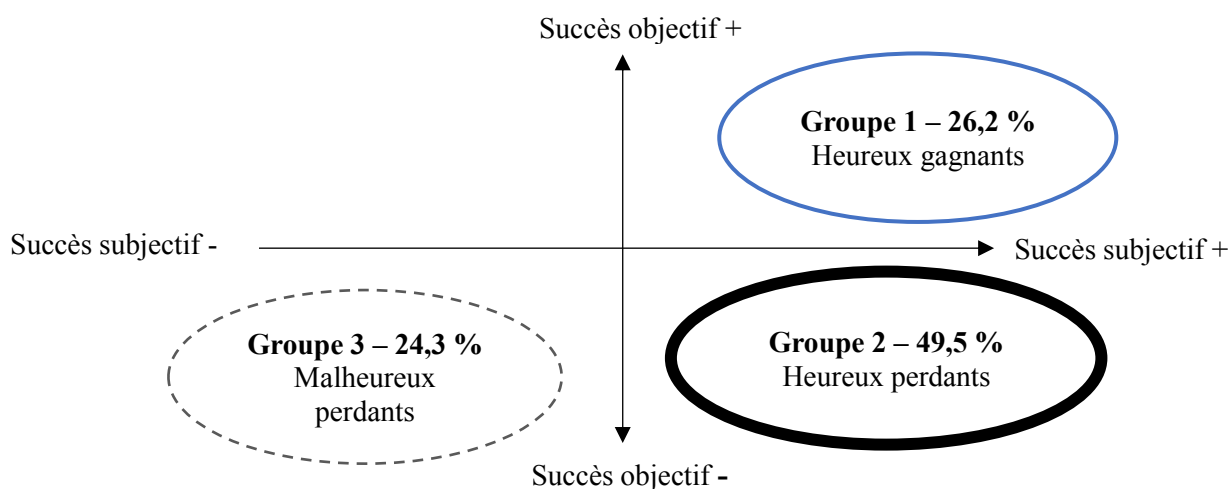 Succès objectif +
Groupe 1 – 26,2 %
Heureux gagnants
Succès subjectif -
Succès subjectif +
Groupe 3 – 24,3 %
Malheureux
perdants
Groupe 2 – 49,5 %
Heureux perdants
Succès objectif -